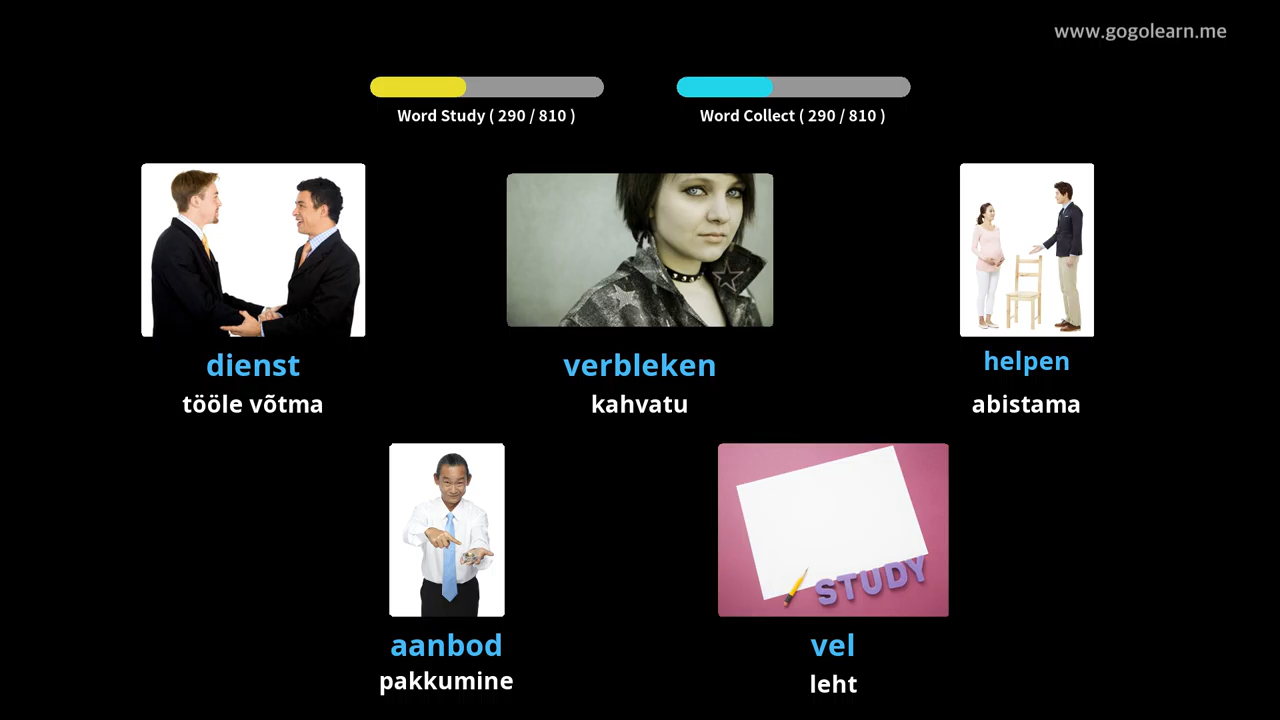 www.gogolearn.me
Word Study ( 290 / 810 )
Word Collect ( 290 / 810 )
dienst
tööle võtma
verbleken
kahvatu
helpen
abistama
aanbod
pakkumine
STUDY
vel
leht